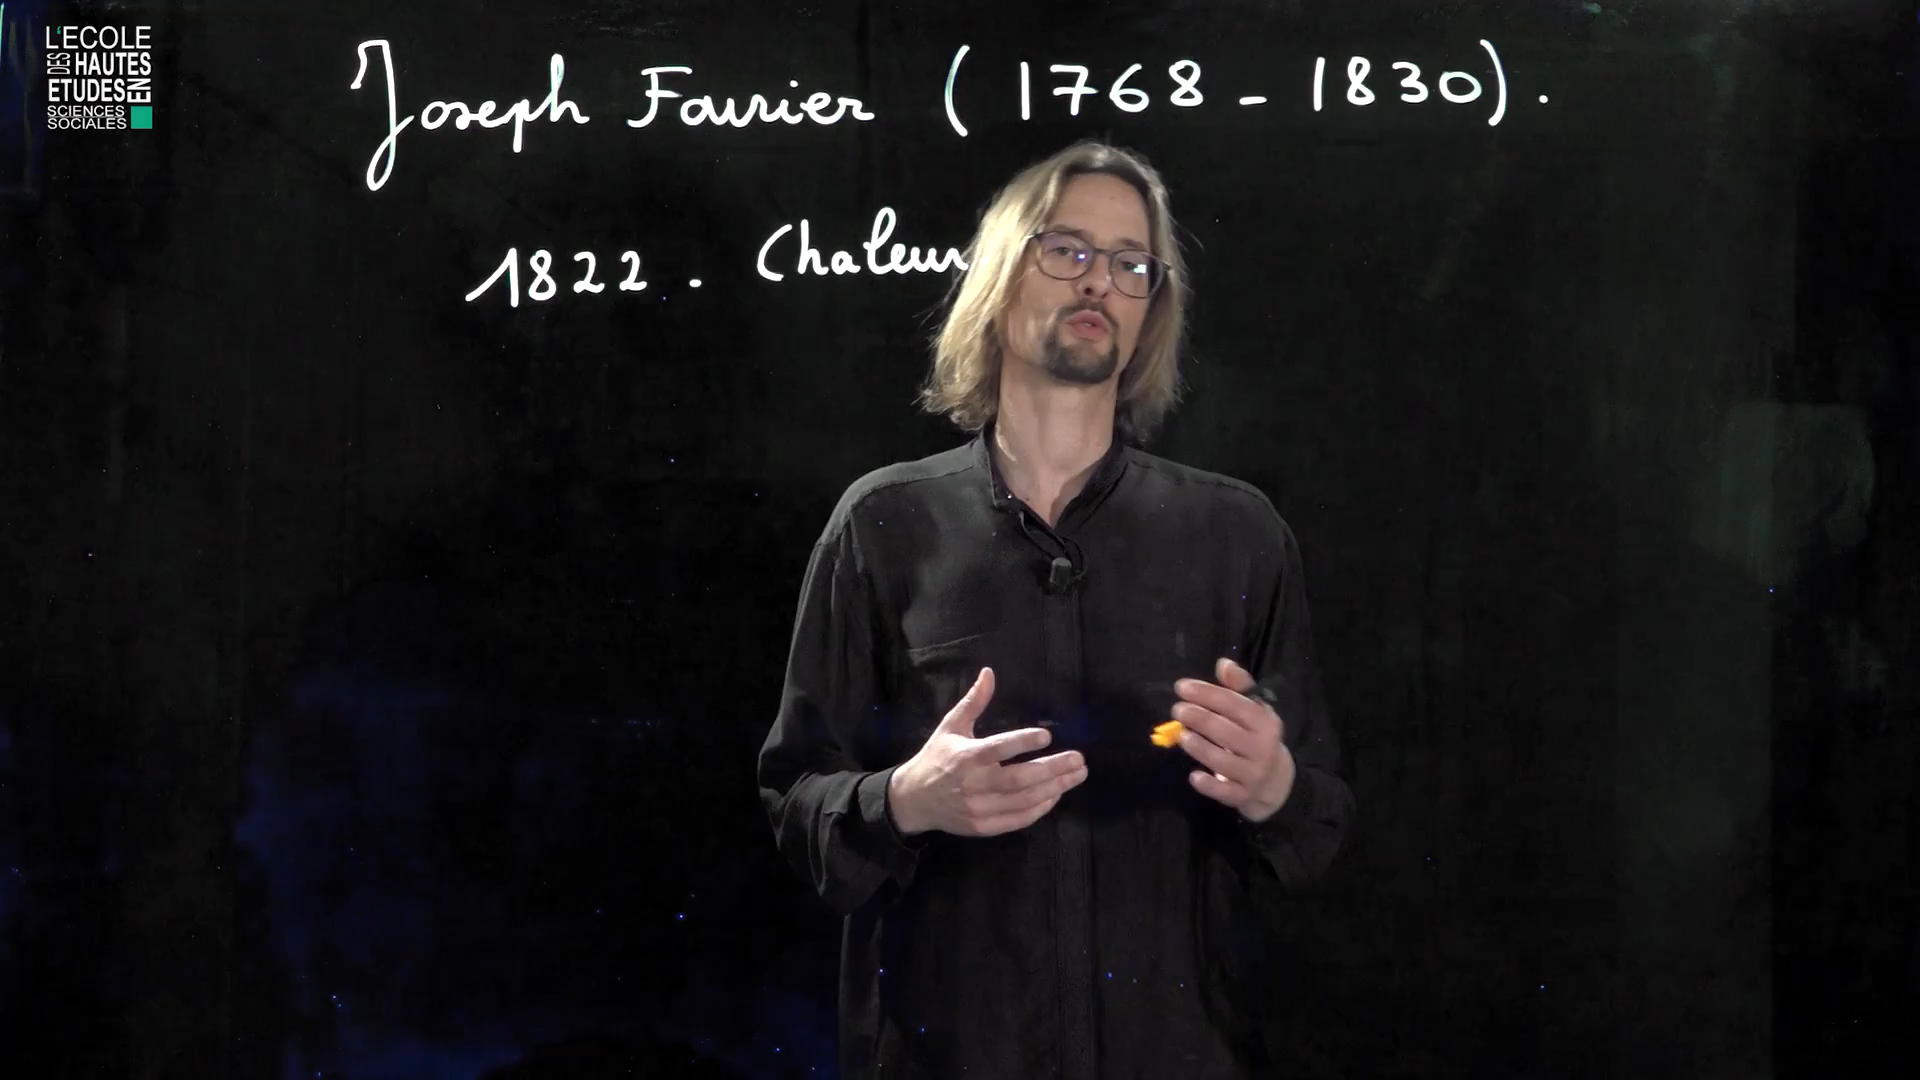 L'ECOLE
DES HAUTES
ETUDES EN
SCIENCES
SOCIALES
Joseph Fourier (1768 - 1830).
1822. Chaleur